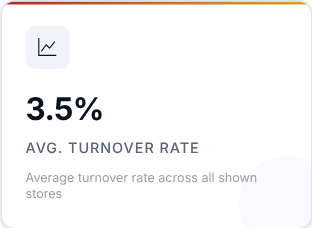 3.5%
AVG. TURNOVER RATE
Average turnover rate across all shown
stores